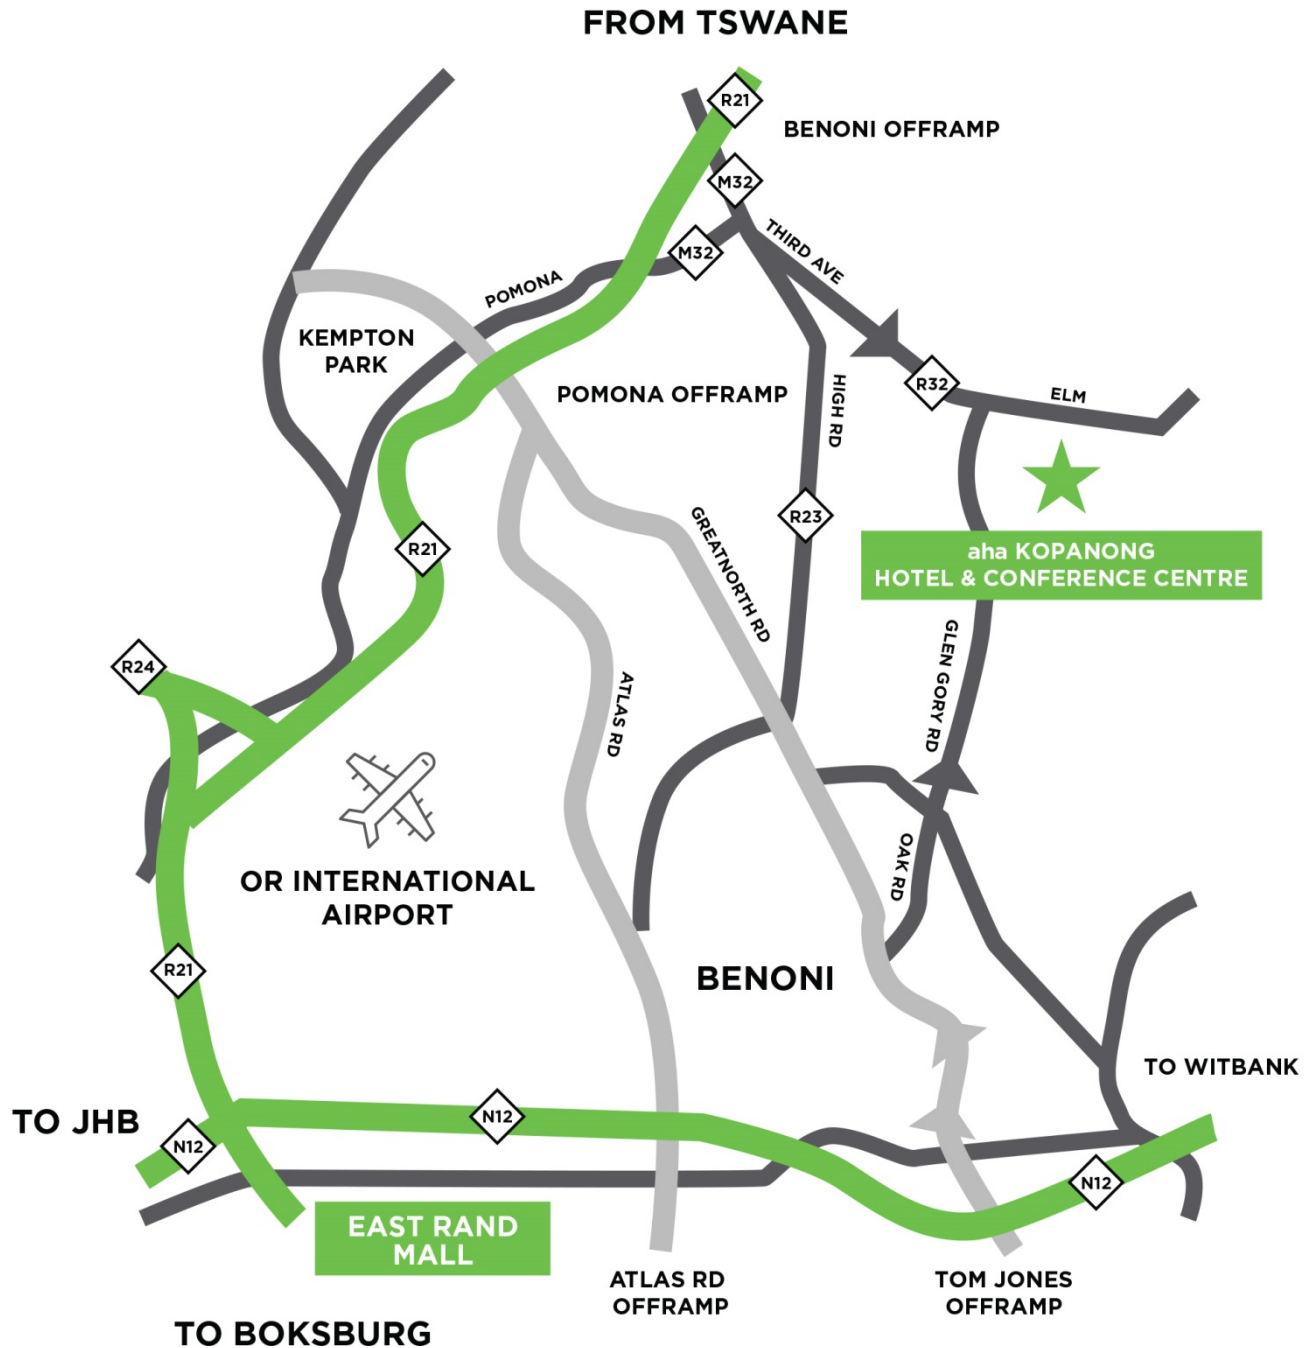 FROM TSWANE
R21
BENONI OFFRAMP
M32
THIRD AVE
M32
POMONA
KEMPTON
PARK
R32
ELM
POMONA OFFRAMP
HIGH RD
R23
GREATNORTH RD
R21
aha KOPANONG
HOTEL & CONFERENCE CENTRE
GLEN GORY RD
R24
ATLAS RD
OAK RD
OR INTERNATIONAL
AIRPORT
R21
BENONI
TO WITBANK
TO JHB
N12
N12
N12
EAST RAND
MALL
ATLAS RD
OFFRAMP
TOM JONES
OFFRAMP
TO BOKSBURG